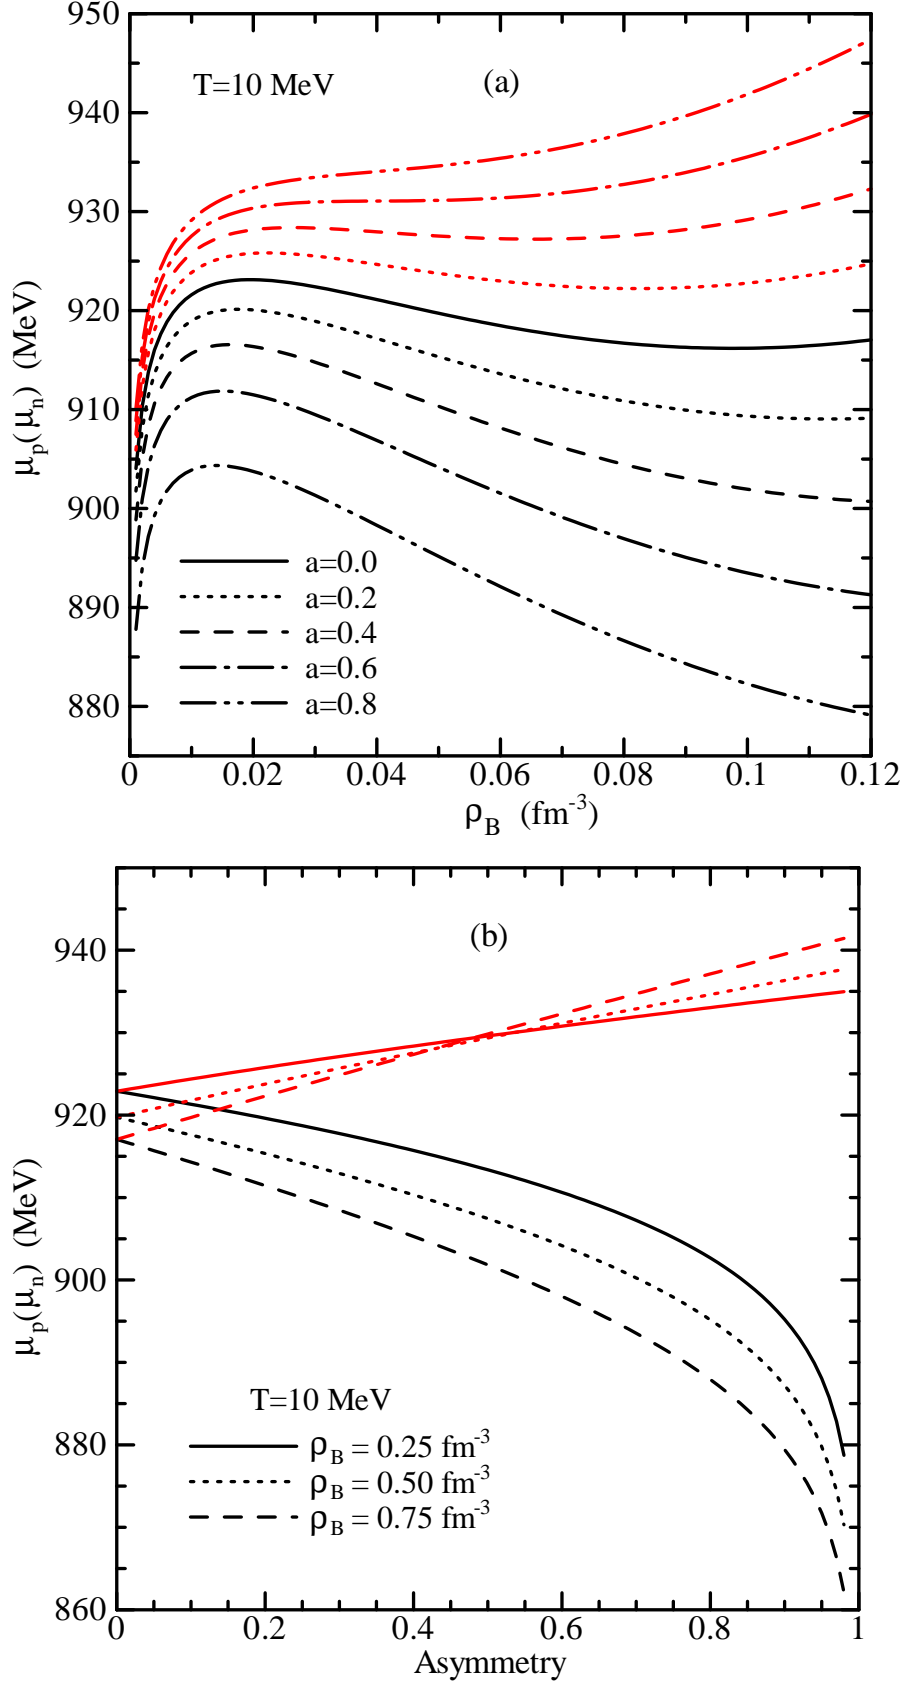 950
T=10 MeV
(a)
940
930
920
910
900
890
880
μp(μn) (MeV)
a=0.0
a=0.2
a=0.4
a=0.6
a=0.8
0 0.02 0.04 0.06 0.08 0.1 0.12
ρB (fm-3)
(b)
940
920
900
880
860
μp(μn) (MeV)
T=10 MeV
ρB = 0.25 fm-3
ρB = 0.50 fm-3
ρB = 0.75 fm-3
0 0.2 0.4 0.6 0.8 1
Asymmetry